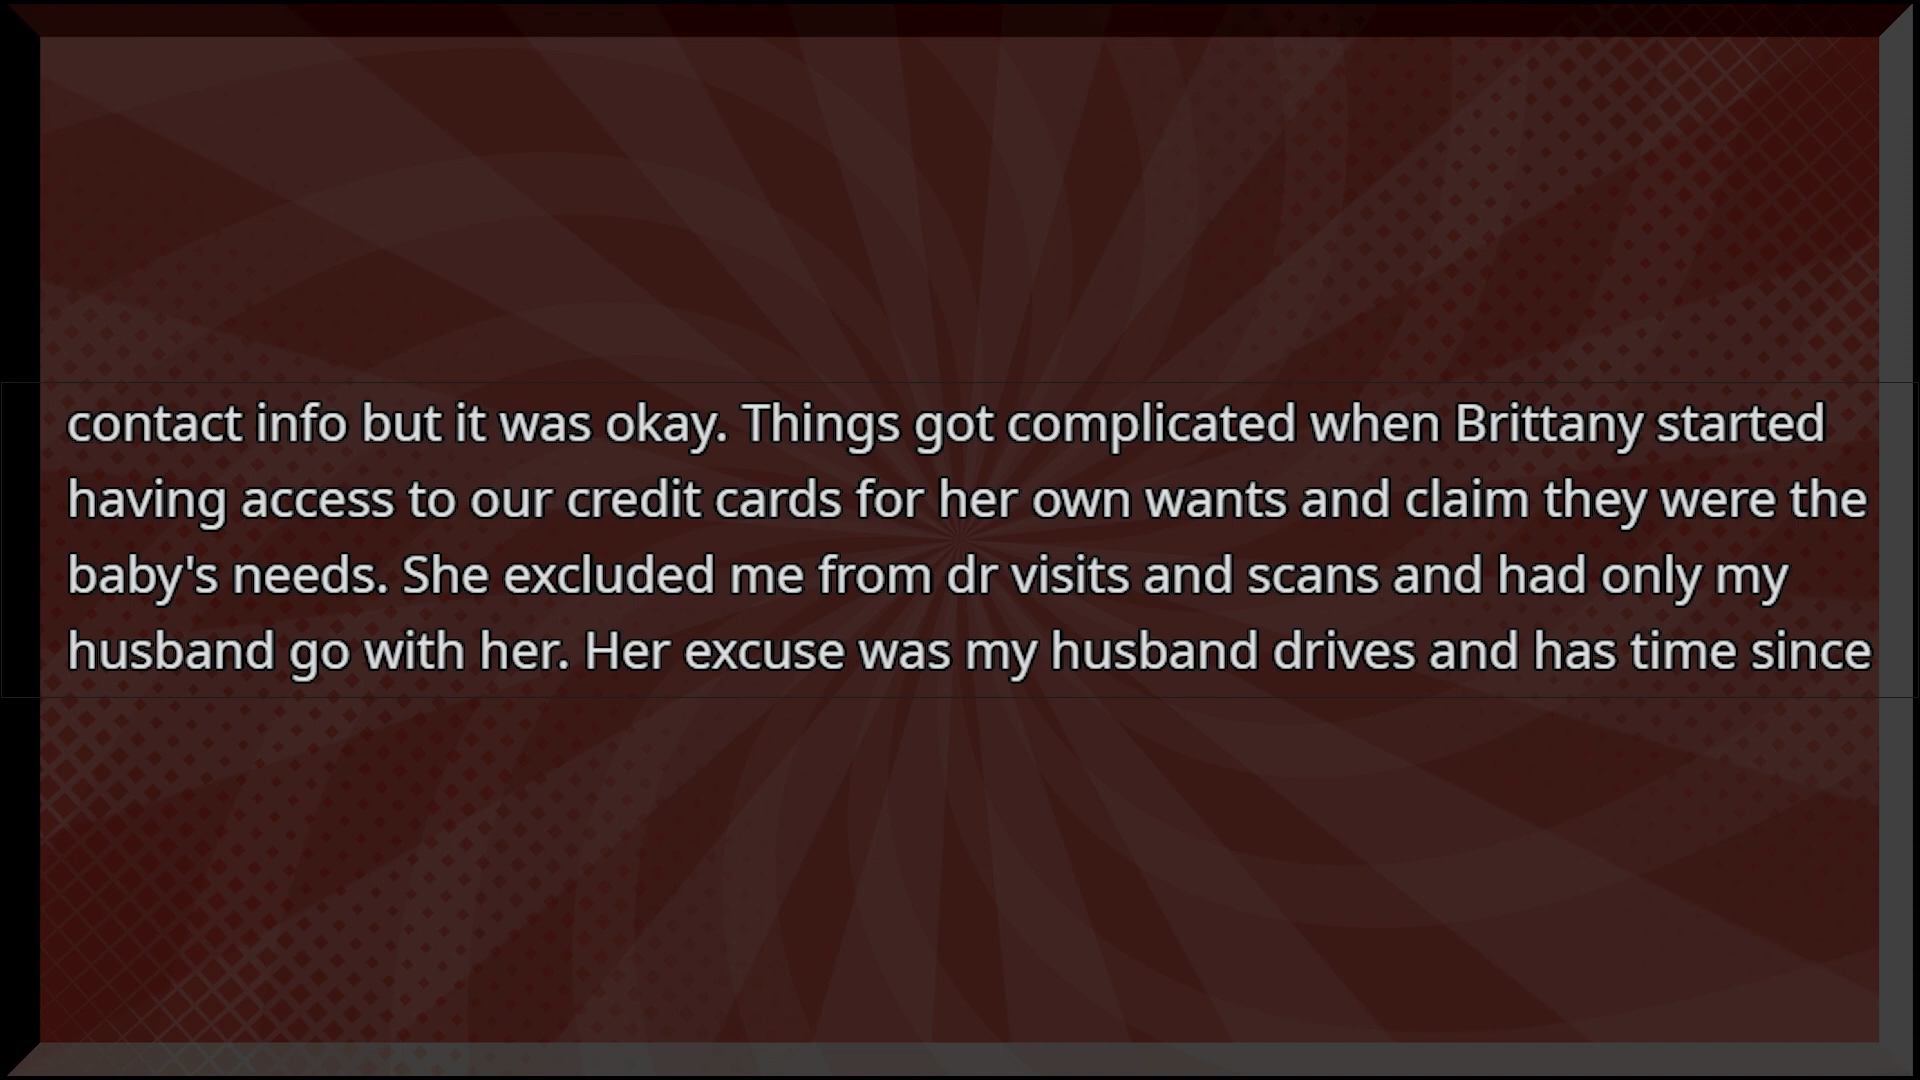 contact info but it was okay. Things got complicated when Brittany started
having access to our credit cards for her own wants and claim they were the
baby's needs. She excluded me from dr visits and scans and had only my
husband go with her. Her excuse was my husband drives and has time since